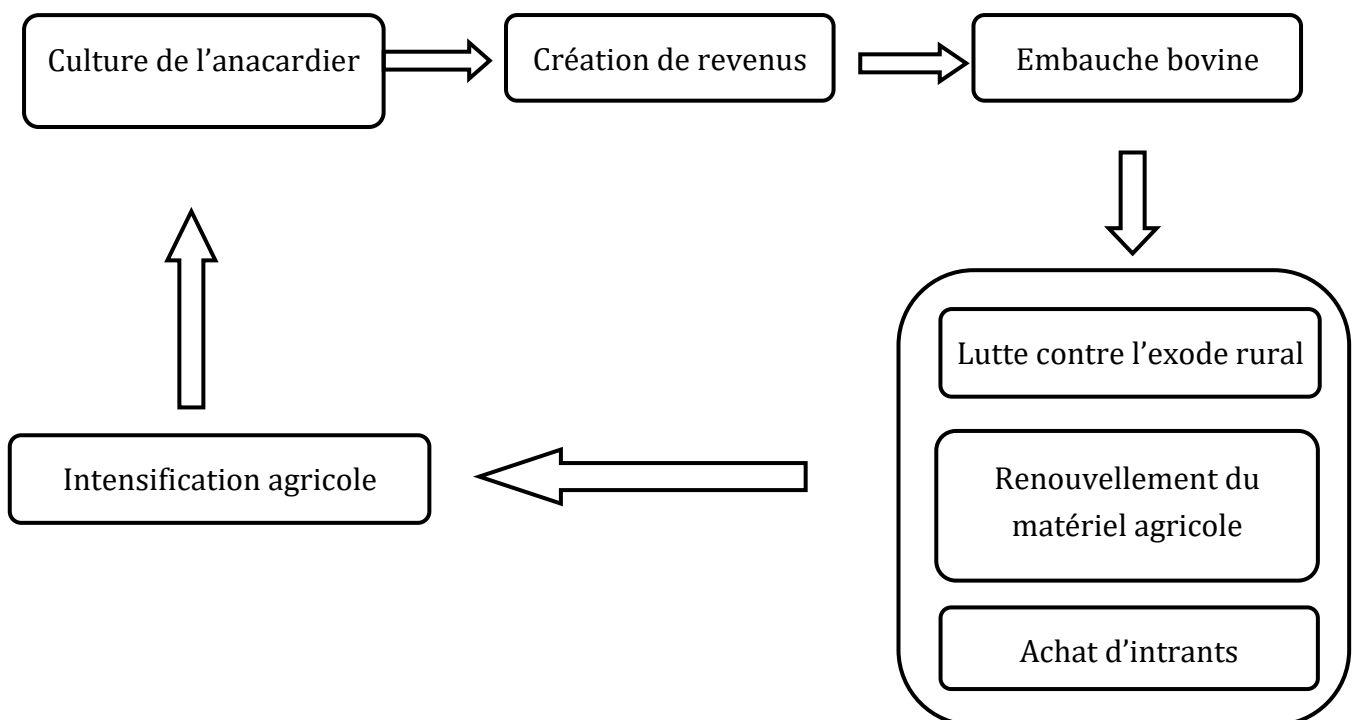 Culture de l’anacardier
Création de revenus
Embauche bovine
Lutte contre l’exode rural
Renouvellement du
matériel agricole
Achat d’intrants
Intensification agricole